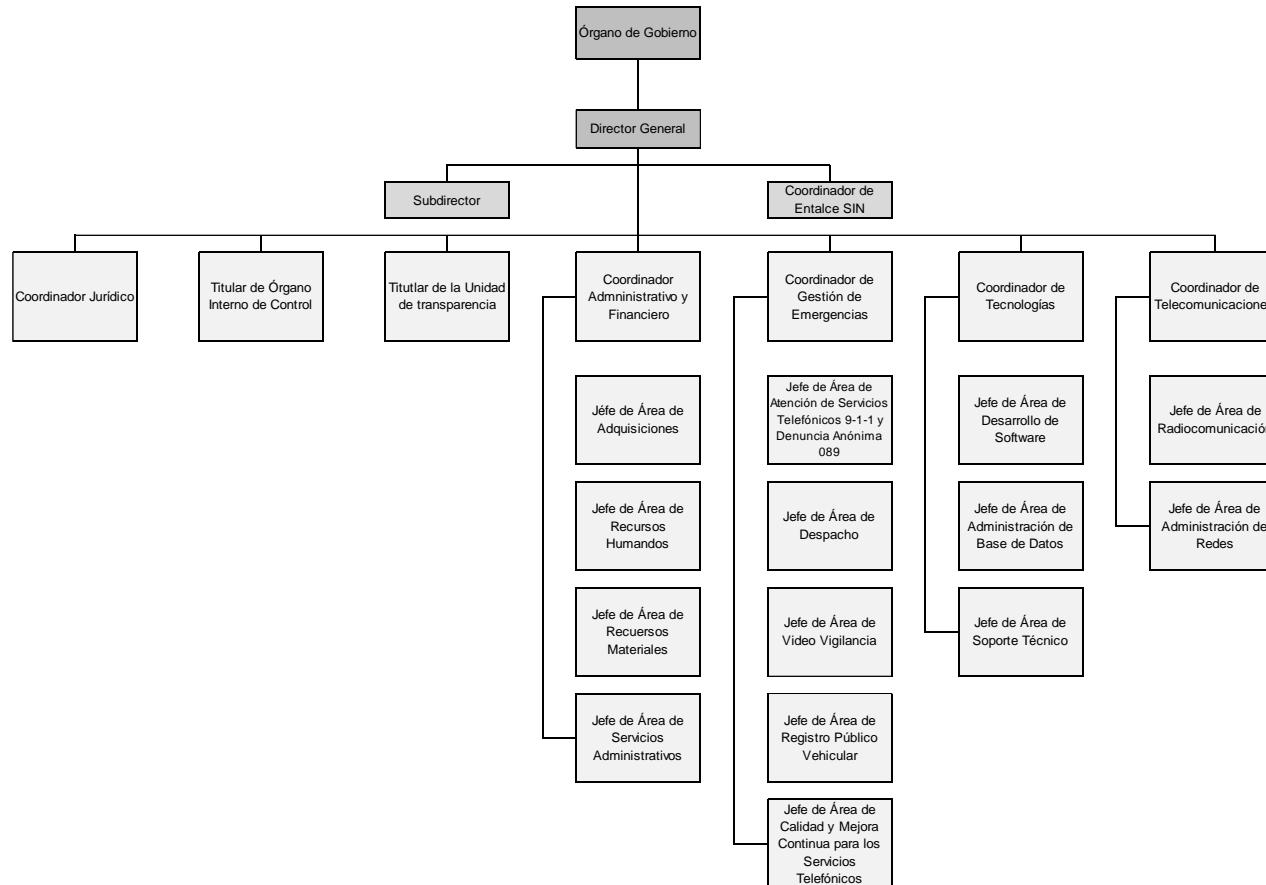 Órgano de Gobierno
Director General
Subdirector
Coordinador de
Entalce SIN
Coordinador Jurídico
Titular de Órgano
Interno de Control
Titutlar de la Unidad
de transparencia
Coordinador
Admninistrativo y
Financiero
Coordinador de
Gestión de
Emergencias
Coordinador de
Tecnologías
Coordinador de
Telecomunicacione
Jéfe de Área de
Adquisiciones
Jefe de Área de
Atención de Servicios
Telefónicos 9-1-1 y
Denuncia Anónima
089
Jefe de Área de
Desarrollo de
Software
Jefe de Área de
Radiocomunicación
Jefe de Área de
Recursos
Humandos
Jefe de Área de
Despacho
Jefe de Área de
Administración de
Base de Datos
Jefe de Área de
Administración de
Redes
Jefe de Área de
Recuersos
Materiales
Jefe de Área de
Video Vigilancia
Jefe de Área de
Soporte Técnico
Jefe de Área de
Servicios
Administrativos
Jefe de Área de
Registro Público
Vehicular
Jefe de Área de
Calidad y Mejora
Continua para los
Servicios
Telefónicos